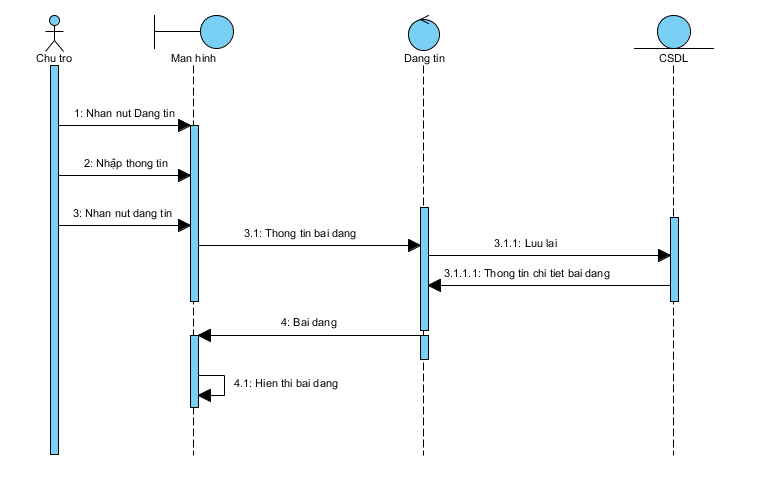 Chu tro
Man hinh
Dang tin
CSDL
1: Nhan nut Dang tin
2: Nhập thong tin
3: Nhan nut dang tin
3.1: Thong tin bai dang
3.1.1: Luu lai
3.1.1.1: Thong tin chi tiet bai dang
4: Bai dang
4.1: Hien thi bai dang